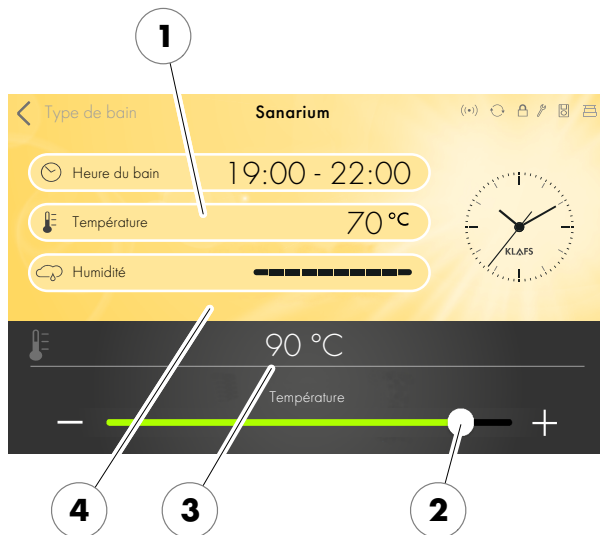 1
Type de bain Sanarium
Heure du bain 19:00 - 22:00
Température 70 °C
Humidité
KLAFS
90 °C
Température
4 3 2